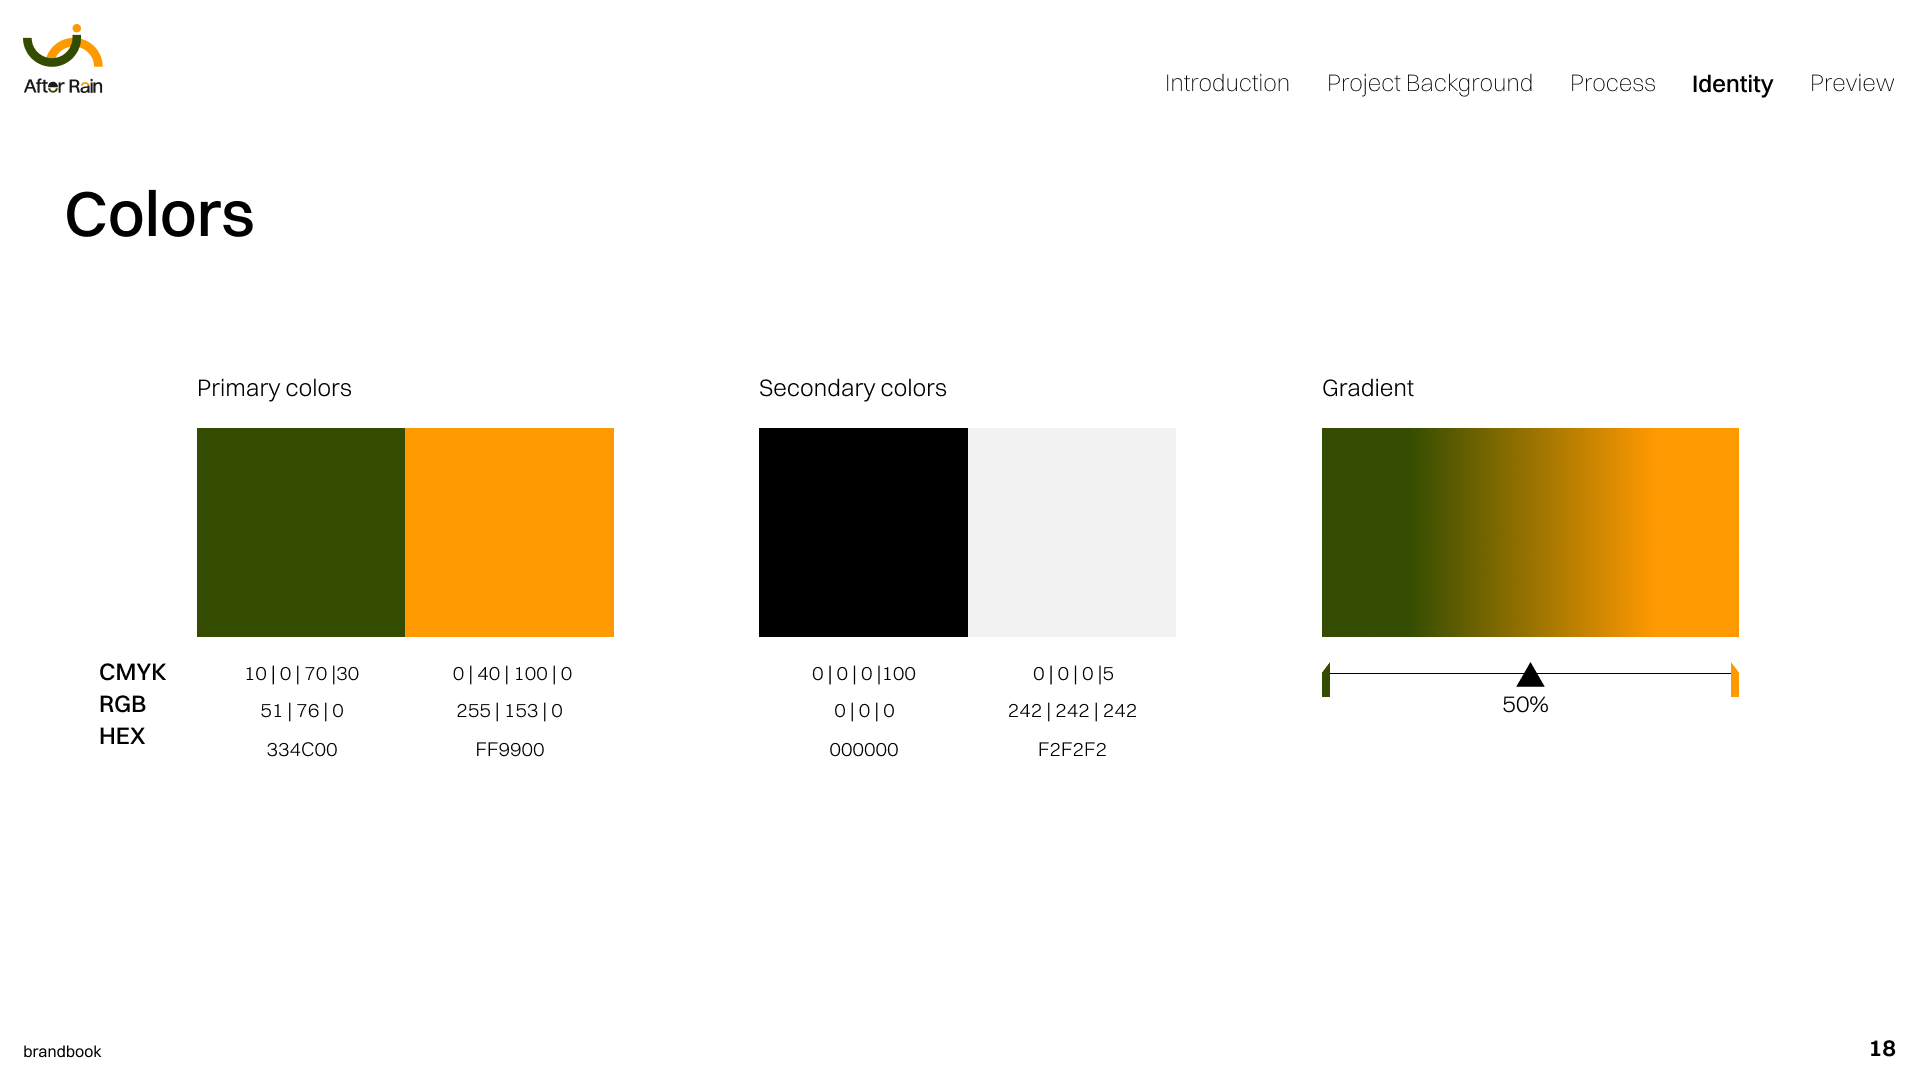 After Rain
Introduction Project Background Process Identity Preview
Colors
Primary colors
Secondary colors
Gradient
CMYK 10 | 0 | 70 |30 0 | 40 | 100 | 0 0 | 0 | 0 |100 0 | 0 | 0 |5
RGB 51 | 76 | 0 255 | 153 | 0 0 | 0 | 0 242 | 242 | 242
HEX 334C00 FF9900 000000 F2F2F2
50%
brandbook
18